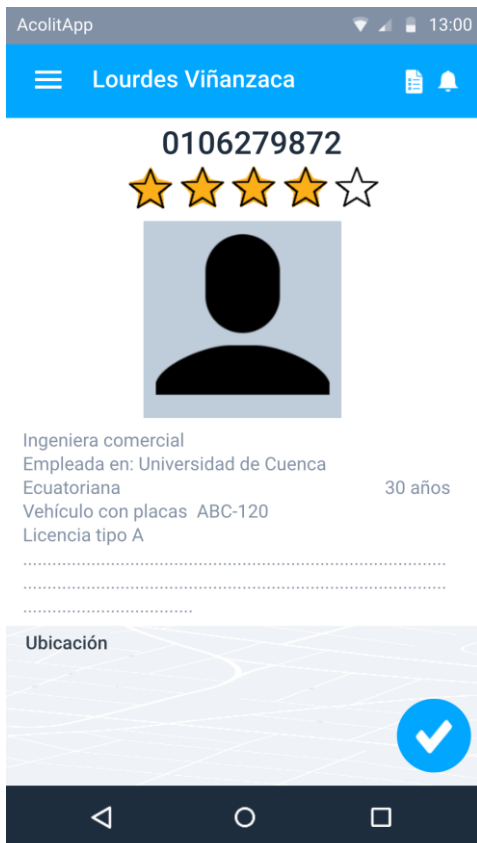 AcolitApp 13:00
Lourdes Viñanzaca
0106279872
Ingeniera comercial
Empleada en: Universidad de Cuenca
Ecuatoriana 30 años
Vehículo con placas ABC-120
Licencia tipo A
.......................................................................................
.......................................................................................
...................................
Ubicación